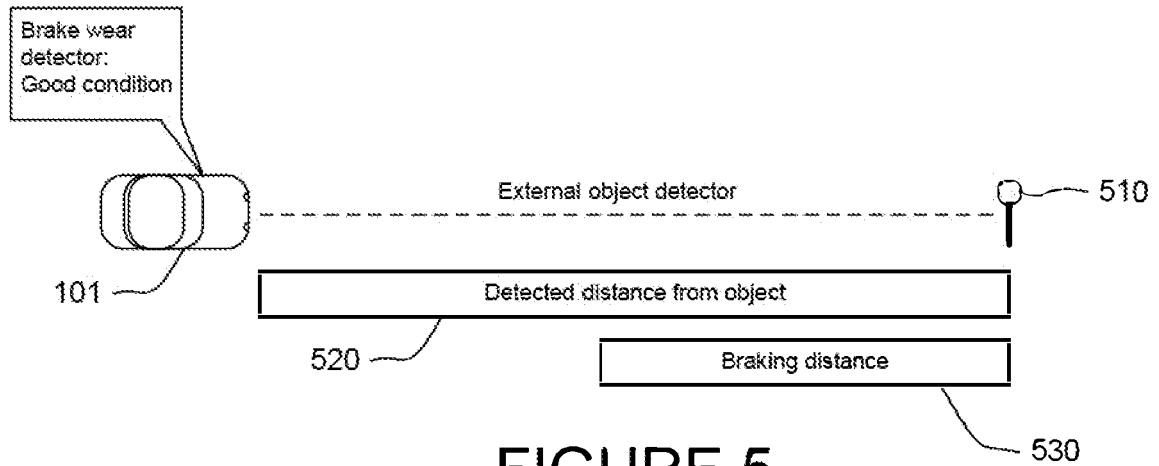 Brake wear
detector:
Good condition
External object detector
510
101
Detected distance from object
520
Braking distance
530
FIGURE 5